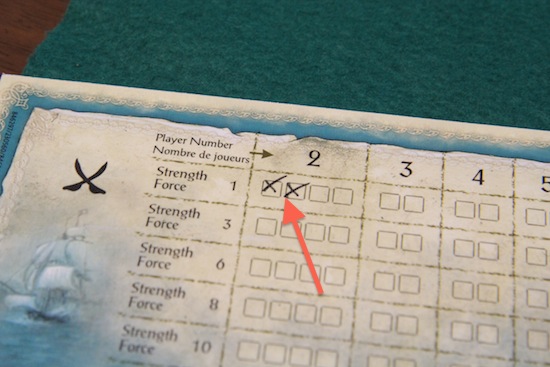 Player Number
Nombre de joueurs
2 3 4 5
Strength
Force 1
Strength
Force 3
Strength
Force 6
Strength
Force 8
Strength
Force 10